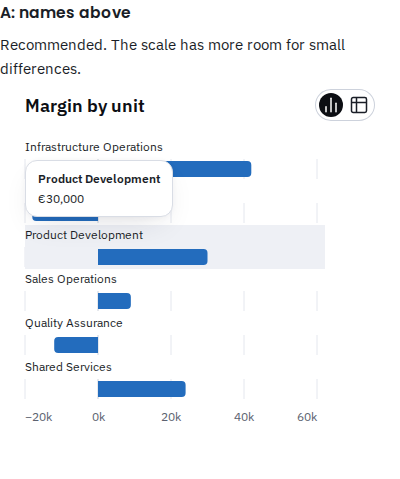 A: names above
Recommended. The scale has more room for small
differences.
Margin by unit
Infrastructure Operations
Product Development
€30,000
Product Development
Sales Operations
Quality Assurance
Shared Services
−20k 0k 20k 40k 60k